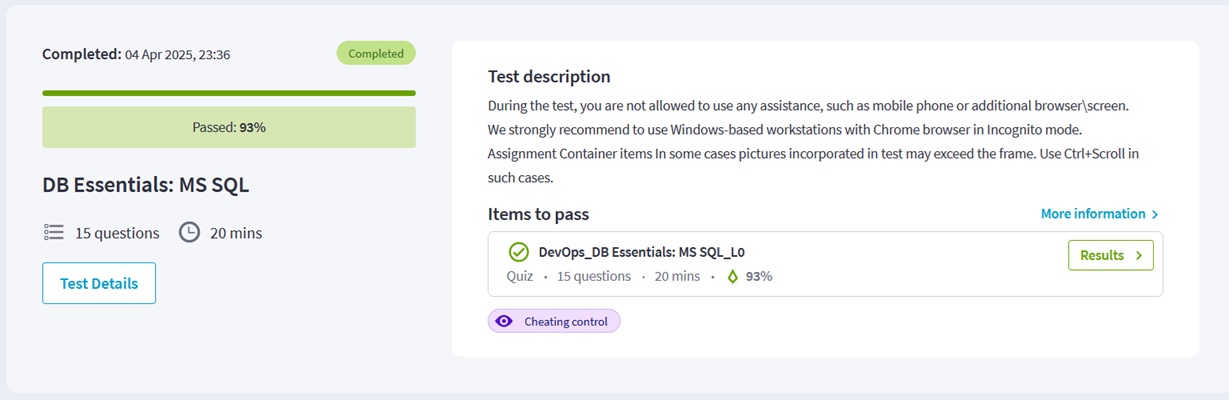 Completed: 04 Apr 2025, 23:36
Completed
Passed: 93%
DB Essentials: MS SQL
15 questions
20 mins
Test Details
Test description
During the test, you are not allowed to use any assistance, such as mobile phone or additional browser\screen.
We strongly recommend to use Windows-based workstations with Chrome browser in Incognito mode.
Assignment Container items In some cases pictures incorporated in test may exceed the frame. Use Ctrl+Scroll in
such cases.
Items to pass
More information
DevOps_DB Essentials: MS SQL_L0
Quiz · 15 questions · 20 mins · 93%
Results
Cheating control